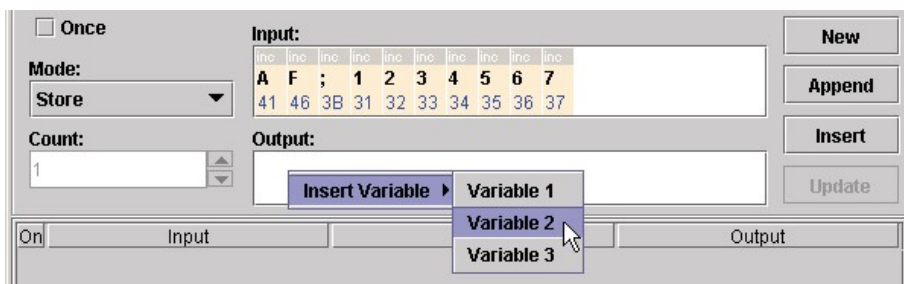 Once
Input:
New
inc inc inc inc inc inc inc inc inc inc
Mode:
A F ; 1 2 3 4 5 6 7
Store
41 46 3B 31 32 33 34 35 36 37
Append
Count:
Output:
Insert
1
Insert Variable
Variable 1
Update
Variable 2
On
Input
Output
Variable 3